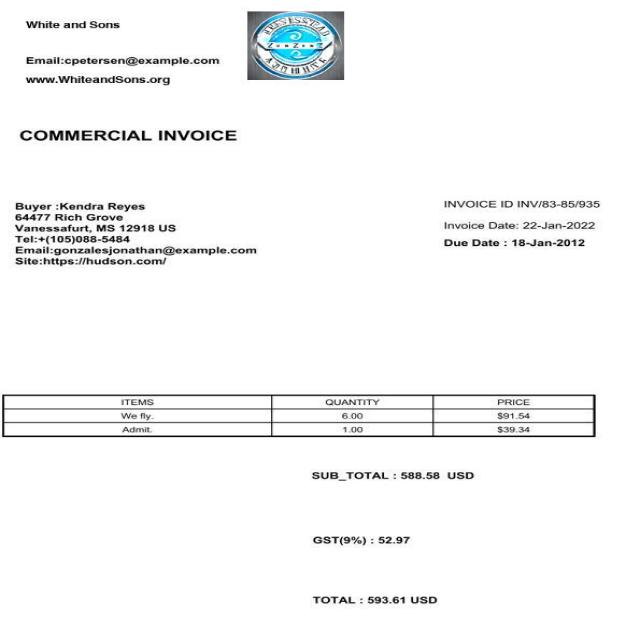 White and Sons
Email:cpetersen@example.com
www.WhiteandSons.org
COMMERCIAL INVOICE
Buyer :Kendra Reyes
64477 Rich Grove
Vanessafurt, MS 12918 US
Tel:+(105)088-5484
Email:gonzalesjonathan@example.com
Site:https://hudson.com/
INVOICE ID INV/83-85/935
Invoice Date: 22-Jan-2022
Due Date : 18-Jan-2012
ITEMS QUANTITY PRICE
We fly. 6.00 $91.54
Admit. 1.00 $39.34
SUB_TOTAL : 588.58 USD
GST(9%) : 52.97
TOTAL : 593.61 USD